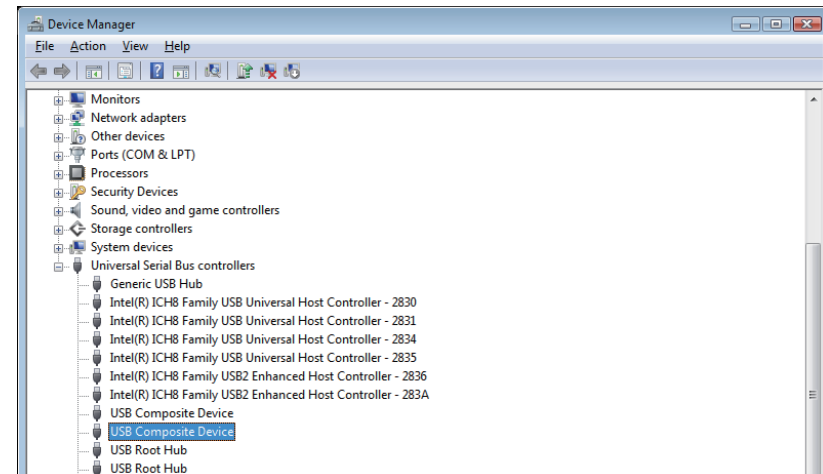 Device Manager
File Action View Help
Monitors
Network adapters
Other devices
Ports (COM & LPT)
Processors
Security Devices
Sound, video and game controllers
Storage controllers
System devices
Universal Serial Bus controllers
Generic USB Hub
Intel(R) ICH8 Family USB Universal Host Controller - 2830
Intel(R) ICH8 Family USB Universal Host Controller - 2831
Intel(R) ICH8 Family USB Universal Host Controller - 2834
Intel(R) ICH8 Family USB Universal Host Controller - 2835
Intel(R) ICH8 Family USB2 Enhanced Host Controller - 2836
Intel(R) ICH8 Family USB2 Enhanced Host Controller - 283A
USB Composite Device
USB Composite Device
USB Root Hub
USB Root Hub